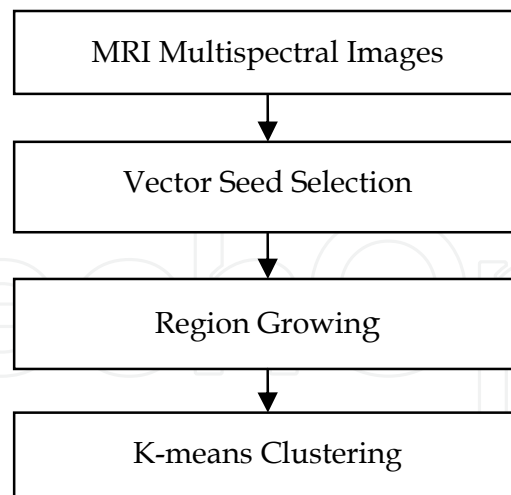 MRI Multispectral Images
Vector Seed Selection
Region Growing
K-means Clustering